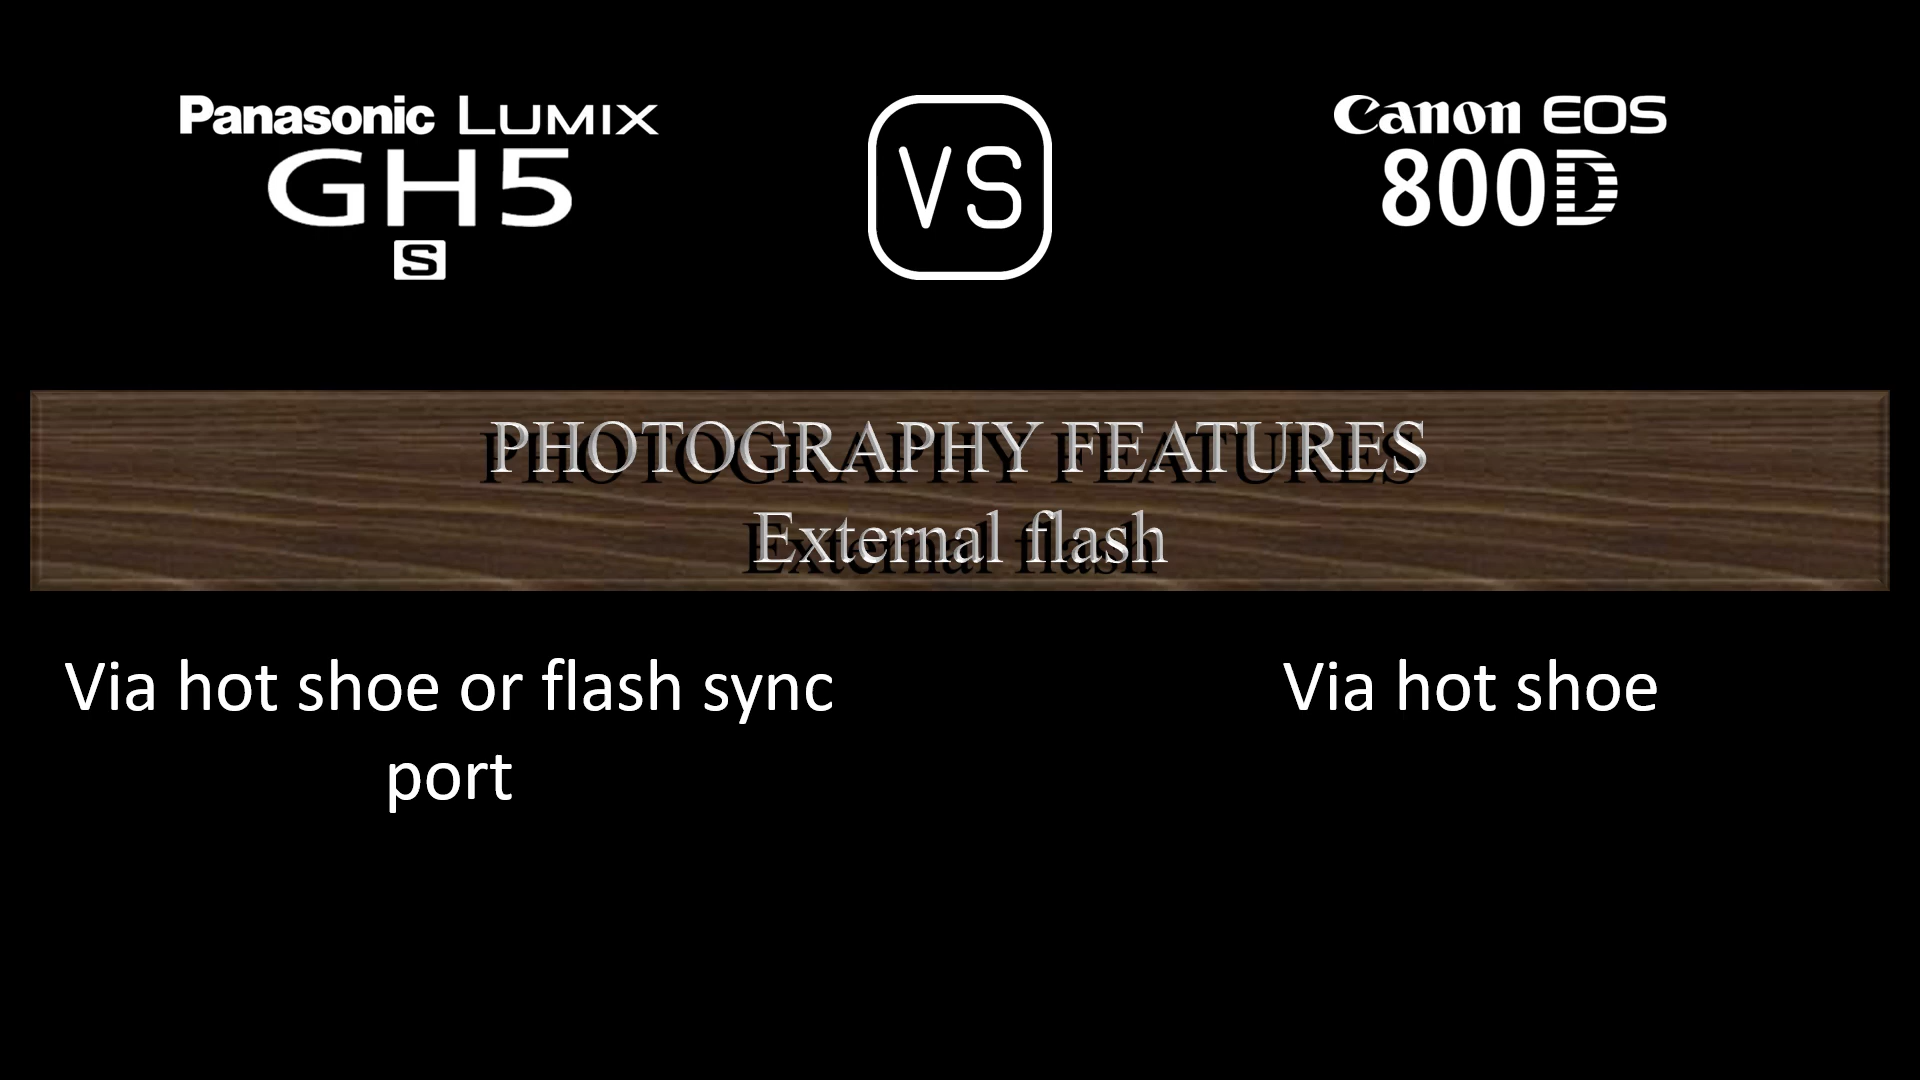 Panasonic LUMIX
GH5
S
VS
Canon EOS
800D
PHOTOGRAPHY FEATURES
External flash
Via hot shoe or flash sync
port
Via hot shoe